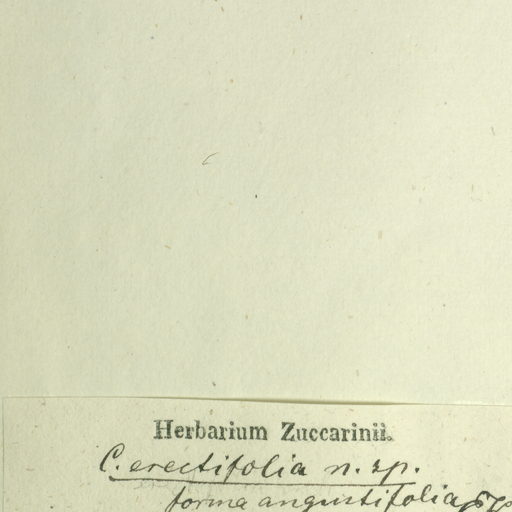 Herbarium Zuccarinii.
C. erectifolia n. sp.
forma angustifolia